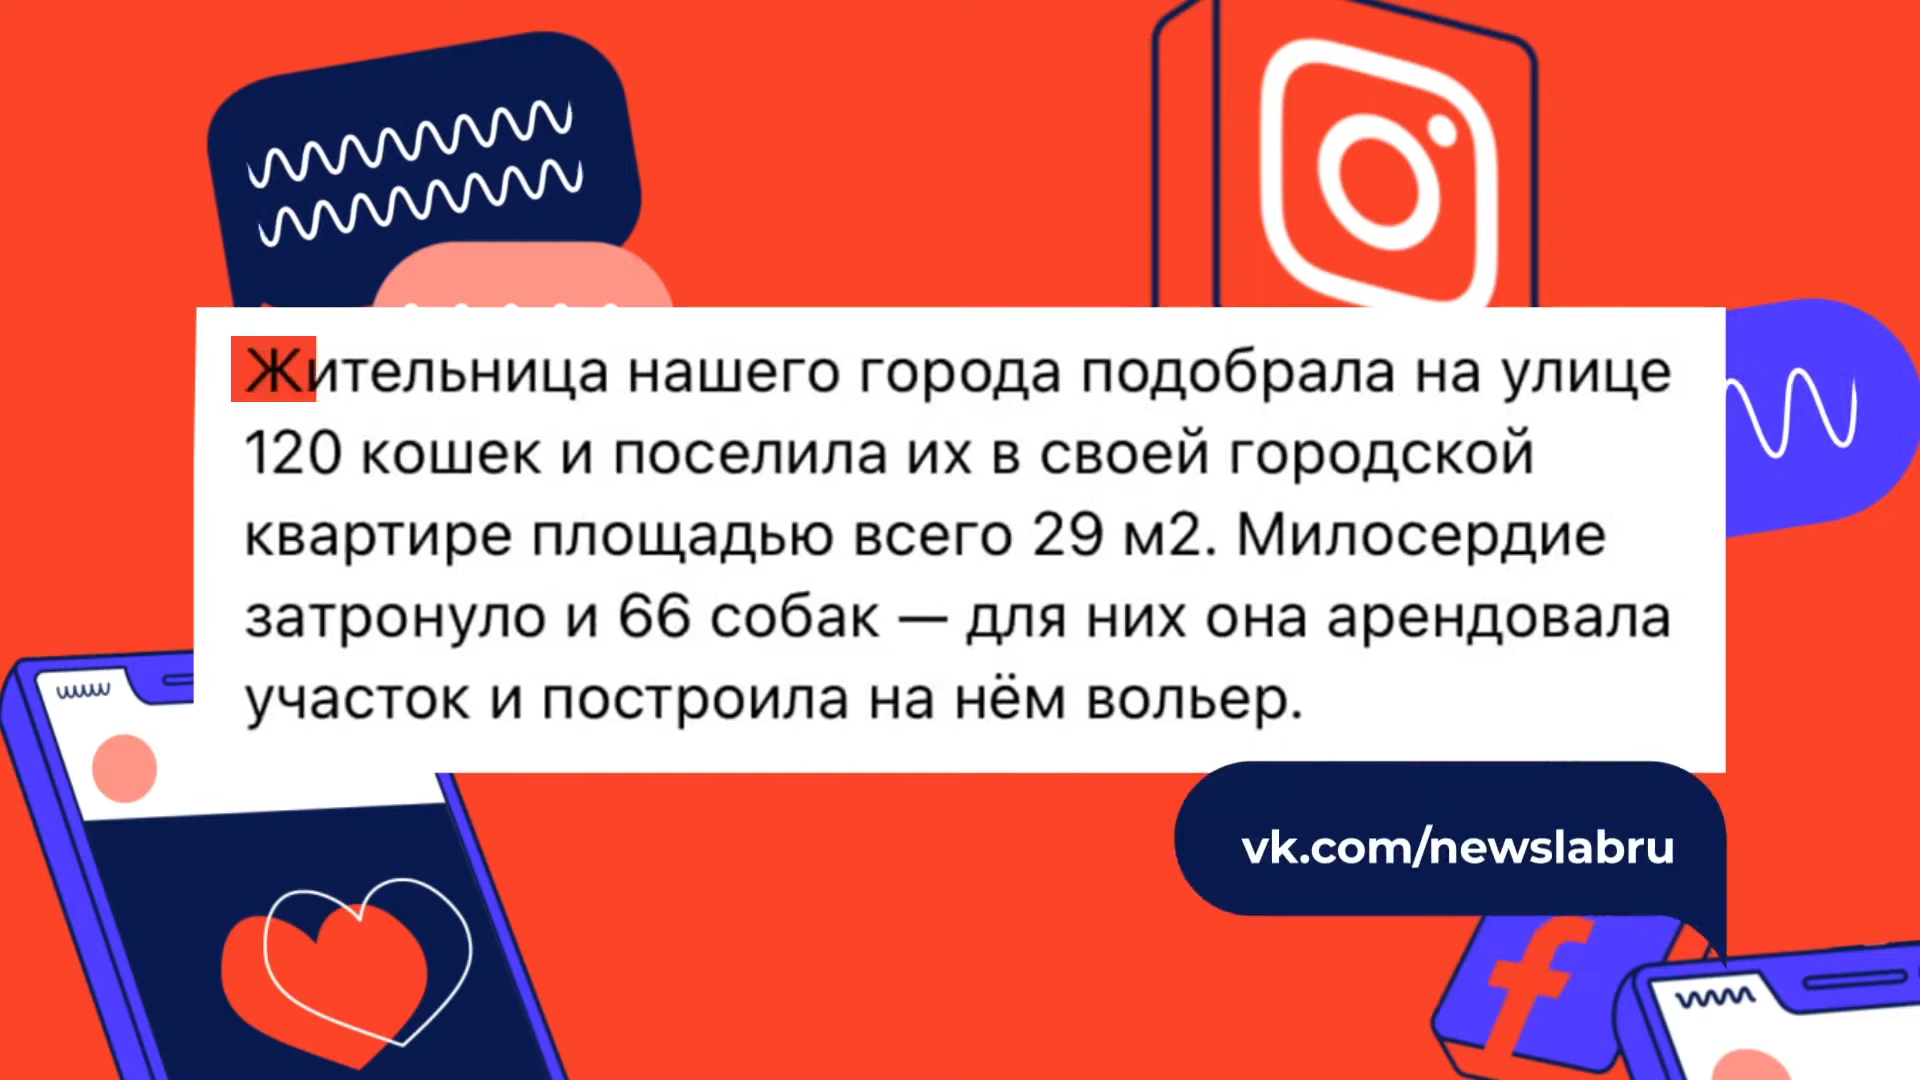 Жительница нашего города подобрала на улице
120 кошек и поселила их в своей городской
квартире площадью всего 29 м2. Милосердие
затронуло и 66 собак — для них она арендовала
участок и построила на нём вольер.
vk.com/newslabru